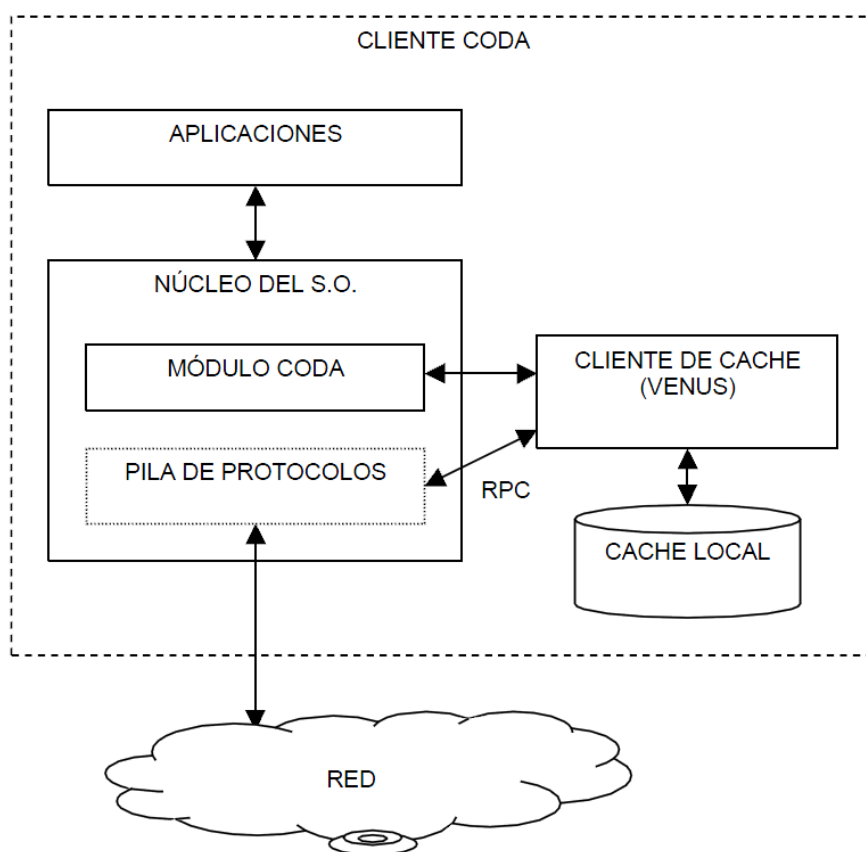 CLIENTE CODA
APLICACIONES
NÚCLEO DEL S.O.
MÓDULO CODA
CLIENTE DE CACHE
(VENUS)
PILA DE PROTOCOLOS
RPC
CACHE LOCAL
RED